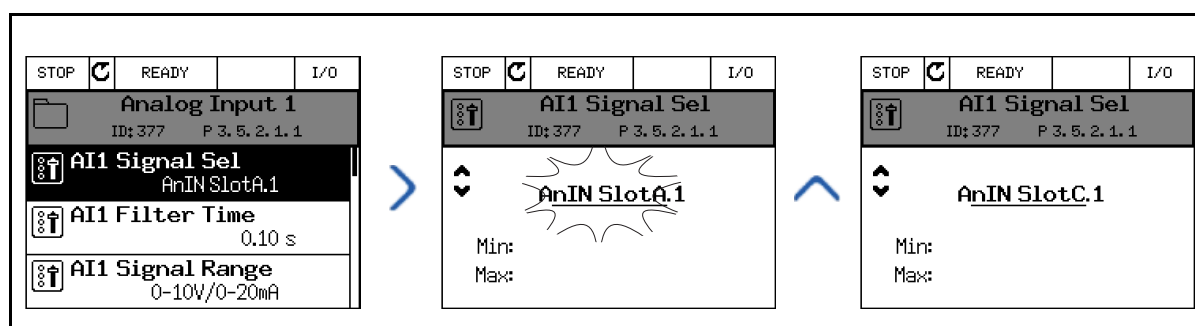 STOP READY I/O
Analog Input 1
ID:377 P3.5.2.1.1
AI1 Signal Sel
AnIN SlotA.1
AI1 Filter Time
0.10 s
AI1 Signal Range
0-10V/0-20mA
STOP READY I/O
AI1 Signal Sel
ID:377 P3.5.2.1.1
AnIN SlotA.1
Min:
Max:
STOP READY I/O
AI1 Signal Sel
ID:377 P3.5.2.1.1
AnIN SlotC.1
Min:
Max: